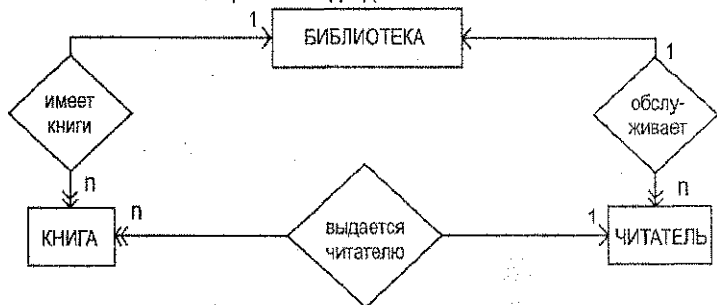 1
БИБЛИОТЕКА
1
имеет
книги
обслу-
живает
n
n
n
1
КНИГА
выдается
читателю
ЧИТАТЕЛЬ